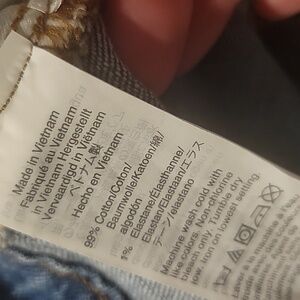 Made in Vietnam
Fabriqué au Vietnam
in Vietnam Hergestellt
Vervaardigd in Vietnam
ベトナム製
Hecho en Vietnam
99% Cotton/Coton/
Baumwolle/Katoen/綿/
algodón
1% Elastane/Élasthanne/
Elastan/Elastaan/エラス
テーン/elastano
Machine wash cold with
like colors. Non-chlorine
bleach only. Tumble dry
low. Iron on lowest setting.